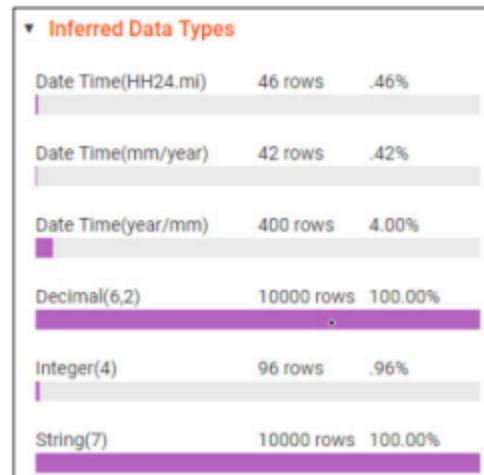 Inferred Data Types
Date Time(HH24.mi) 46 rows .46%
Date Time(mm/year) 42 rows .42%
Date Time(year/mm) 400 rows 4.00%
Decimal(6,2) 10000 rows 100.00%
Integer(4) 96 rows .96%
String(7) 10000 rows 100.00%